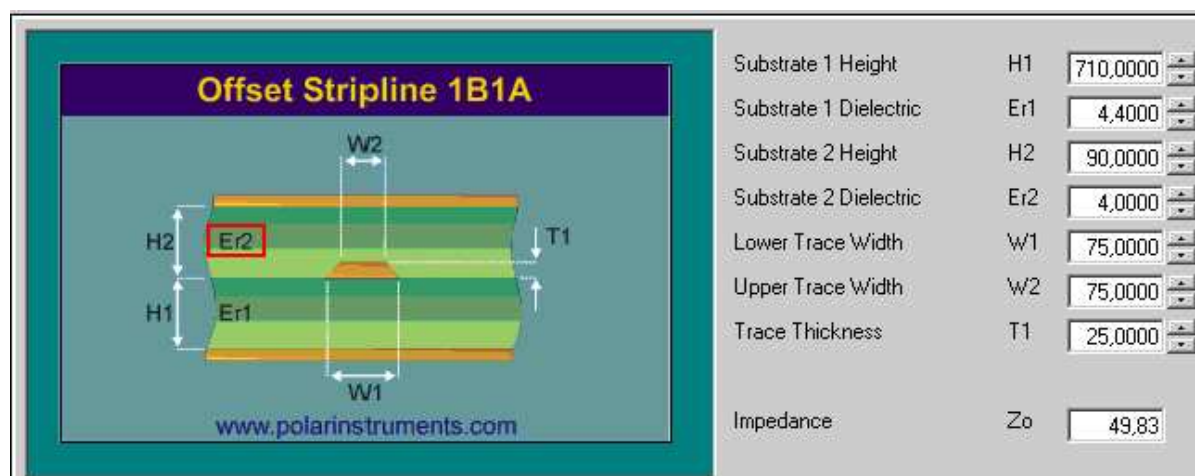 Offset Stripline 1B1A
W2
H2
Er2
T1
H1
Er1
W1
www.polarinstruments.com
Substrate 1 Height H1 710,0000
Substrate 1 Dielectric Er1 4,4000
Substrate 2 Height H2 90,0000
Substrate 2 Dielectric Er2 4,0000
Lower Trace Width W1 75,0000
Upper Trace Width W2 75,0000
Trace Thickness T1 25,0000
Impedance Zo 49,83